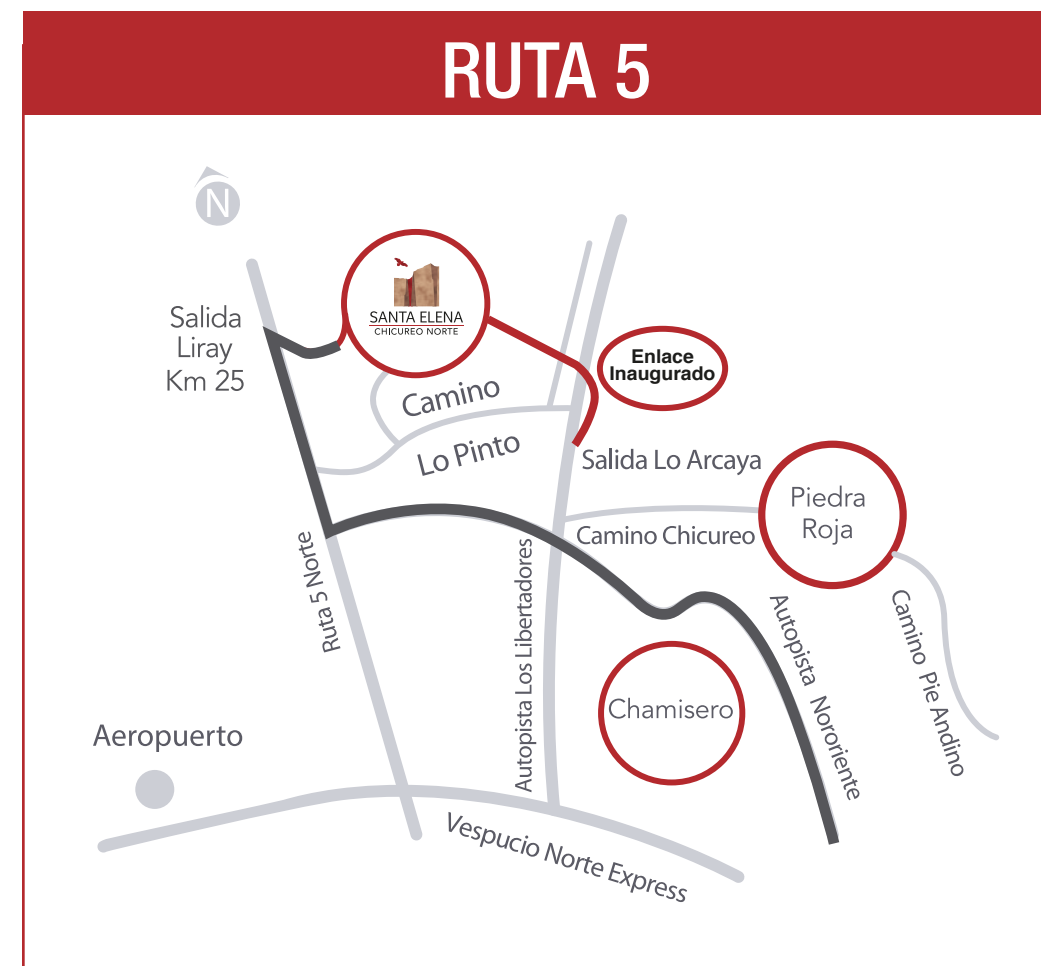 RUTA 5
N
SANTA ELENA
CHICUREO NORTE
Salida
Liray
Km 25
Enlace
Inaugurado
Camino
Lo Pinto
Salida Lo Arcaya
Piedra
Roja
Camino Chicureo
Ruta 5 Norte
Autopista Los Libertadores
Autopista Nororiente
Camino Pie Andino
Chamisero
Aeropuerto
Vespucio Norte Express